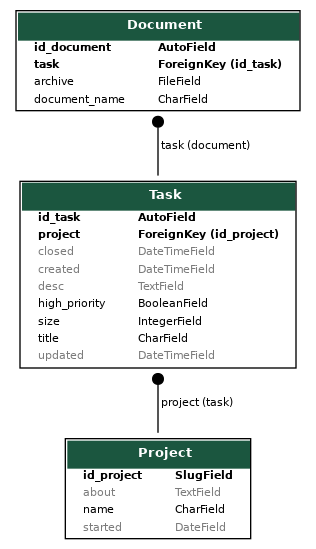 Document
id_document AutoField
task ForeignKey (id_task)
archive FileField
document_name CharField
task (document)
Task
id_task AutoField
project ForeignKey (id_project)
closed DateTimeField
created DateTimeField
desc TextField
high_priority BooleanField
size IntegerField
title CharField
updated DateTimeField
project (task)
Project
id_project SlugField
about TextField
name CharField
started DateField